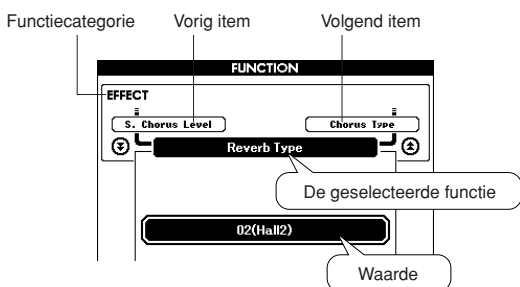 Functiecategorie Vorig item Volgend item
FUNCTION
EFFECT
S. Chorus Level Chorus Type
Reverb Type
De geselecteerde functie
02(Hall2)
Waarde